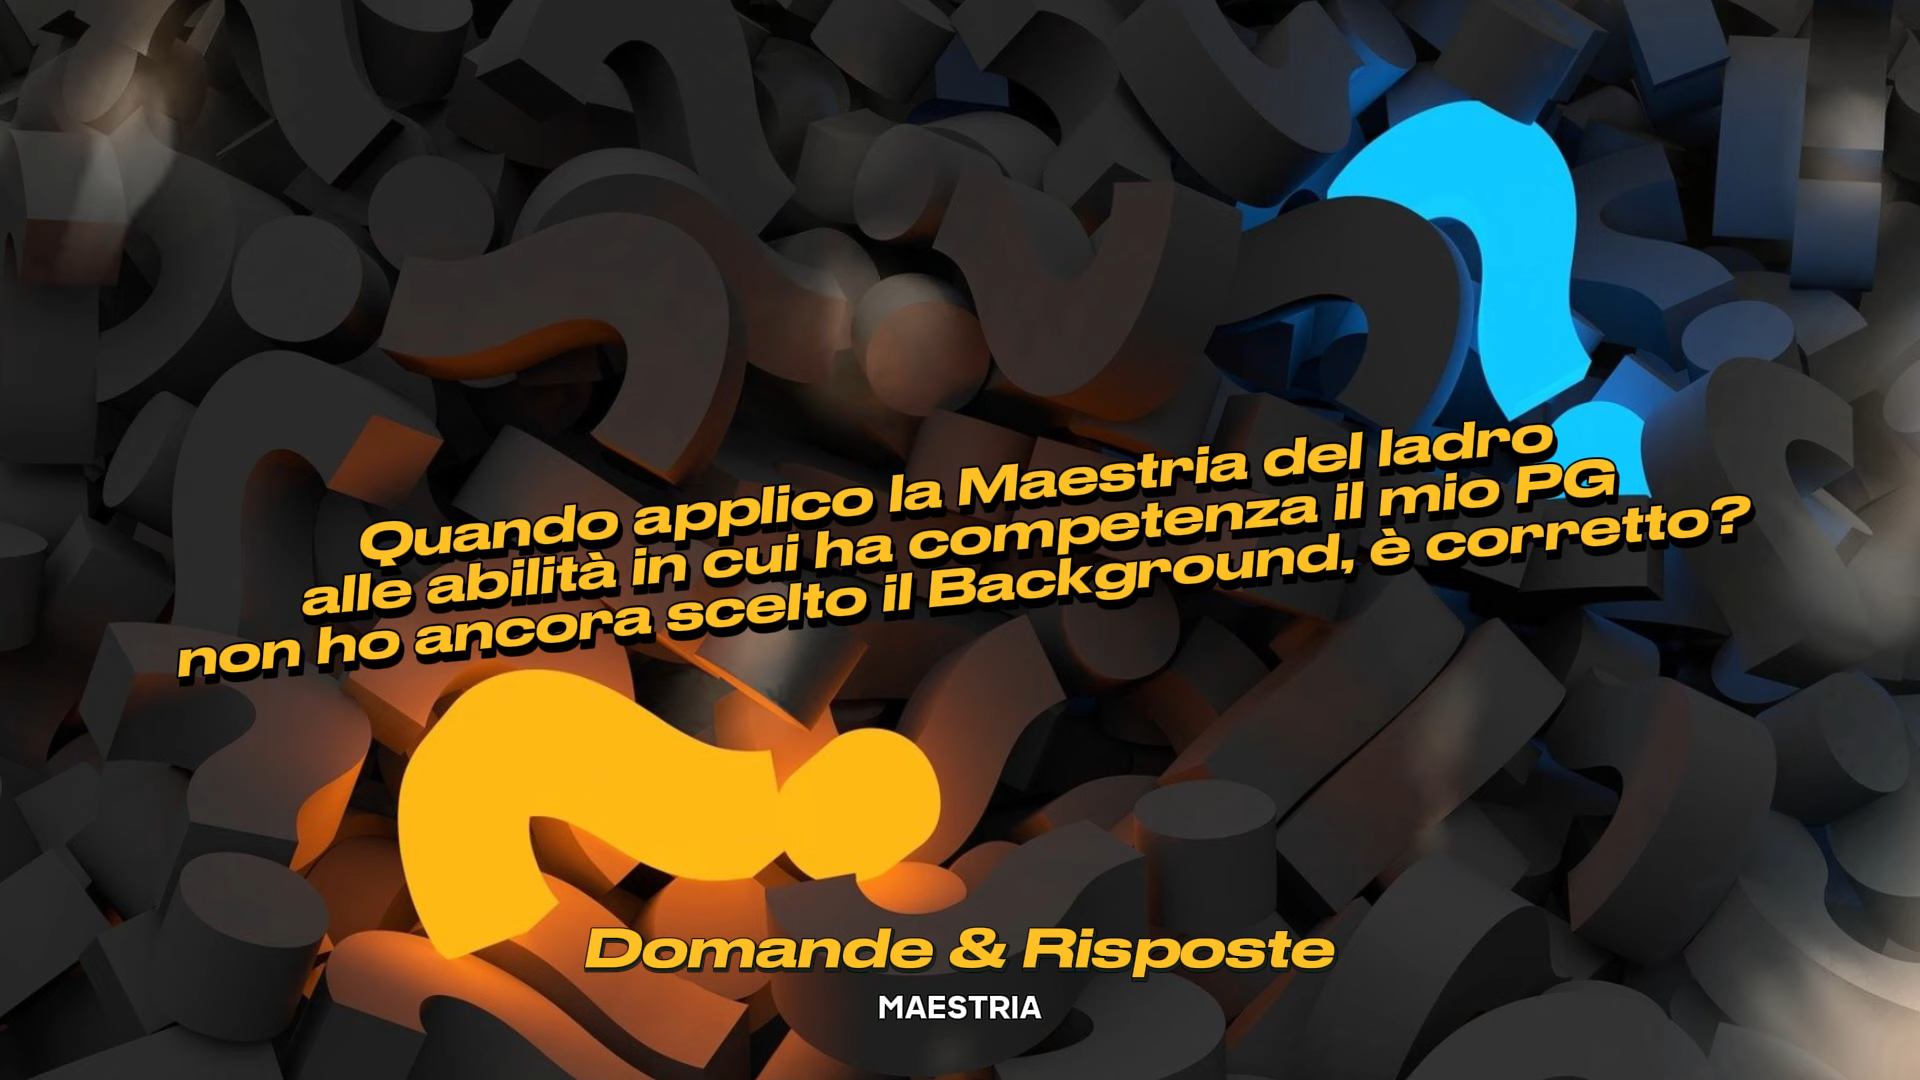 Quando applico la Maestria del ladro
alle abilità in cui ha competenza il mio PG
non ho ancora scelto il Background, è corretto?
Domande & Risposte
MAESTRIA